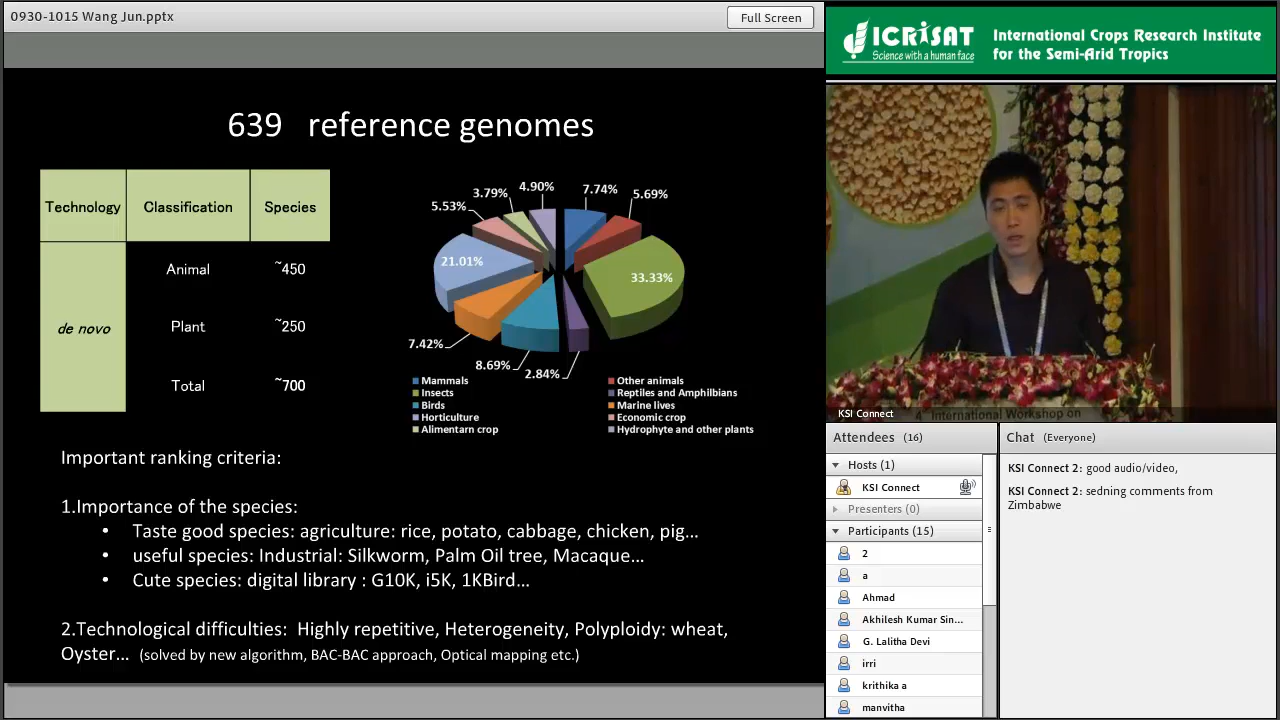 0930-1015 Wang Jun.pptx
Full Screen
639 reference genomes
Technology Classification Species
de novo
Animal ~450
Plant ~250
Total ~700
3.79% 4.90% 7.74% 5.69%
5.53%
21.01% 33.33%
7.42%
8.69% 2.84%
Mammals Other animals
Insects Reptiles and Amphilbians
Birds Marine lives
Horticulture Economic crop
Alimentarn crop Hydrophyte and other plants
Important ranking criteria:
1.Importance of the species:
• Taste good species: agriculture: rice, potato, cabbage, chicken, pig...
• useful species: Industrial: Silkworm, Palm Oil tree, Macaque...
• Cute species: digital library : G10K, i5K, 1KBird...
2.Technological difficulties: Highly repetitive, Heterogeneity, Polyploidy: wheat,
Oyster... (solved by new algorithm, BAC-BAC approach, Optical mapping etc.)
ICRISAT
Science with a human face
International Crops Research Institute
for the Semi-Arid Tropics
KSI Connect
4th International Workshop on
Attendees (16)
Hosts (1)
KSI Connect
Presenters (0)
Participants (15)
2
a
Ahmad
Akhilesh Kumar Sin...
G. Lalitha Devi
irri
krithika a
manvitha
Chat (Everyone)
KSI Connect 2: good audio/video,
KSI Connect 2: sedning comments from
Zimbabwe